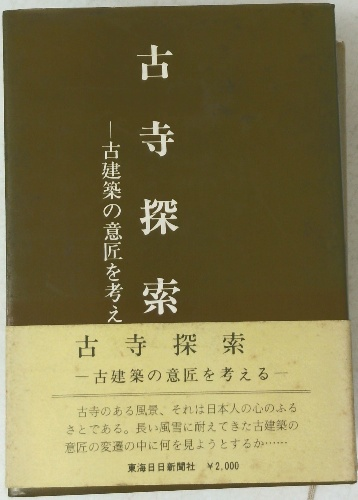 古寺探索
―古建築の意匠を考え
古寺探索
―古建築の意匠を考える―
古寺のある風景、それは日本人の心のふる
さとである。長い風雪に耐えてきた古建築の
意匠の変遷の中に何を見ようとするか……
東海日日新聞社 ￥2,000